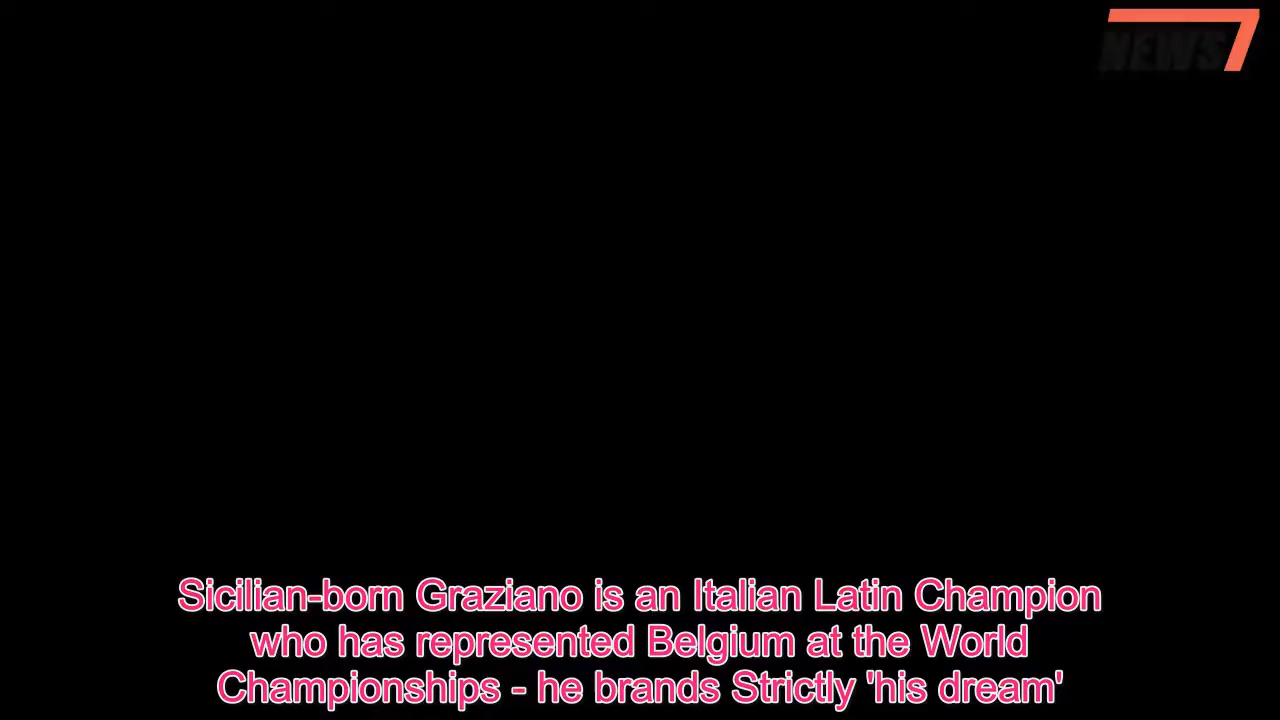 NEWS7
Sicilian-born Graziano is an Italian Latin Champion
who has represented Belgium at the World
Championships - he brands Strictly 'his dream'